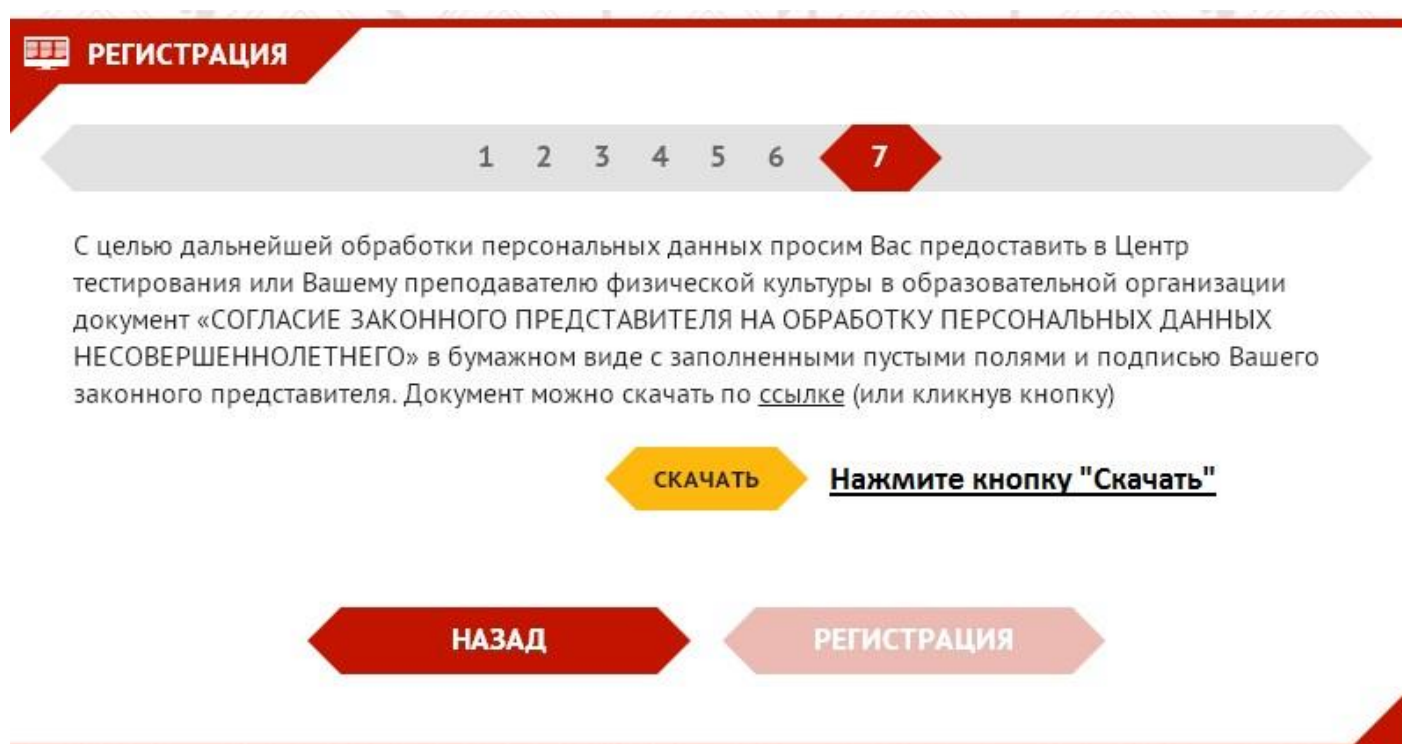 РЕГИСТРАЦИЯ
1 2 3 4 5 6 7
С целью дальнейшей обработки персональных данных просим Вас предоставить в Центр
тестирования или Вашему преподавателю физической культуры в образовательной организации
документ «СОГЛАСИЕ ЗАКОННОГО ПРЕДСТАВИТЕЛЯ НА ОБРАБОТКУ ПЕРСОНАЛЬНЫХ ДАННЫХ
НЕСОВЕРШЕННОЛЕТНЕГО» в бумажном виде с заполненными пустыми полями и подписью Вашего
законного представителя. Документ можно скачать по ссылке (или кликнув кнопку)
СКАЧАТЬ Нажмите кнопку "Скачать"
НАЗАД РЕГИСТРАЦИЯ